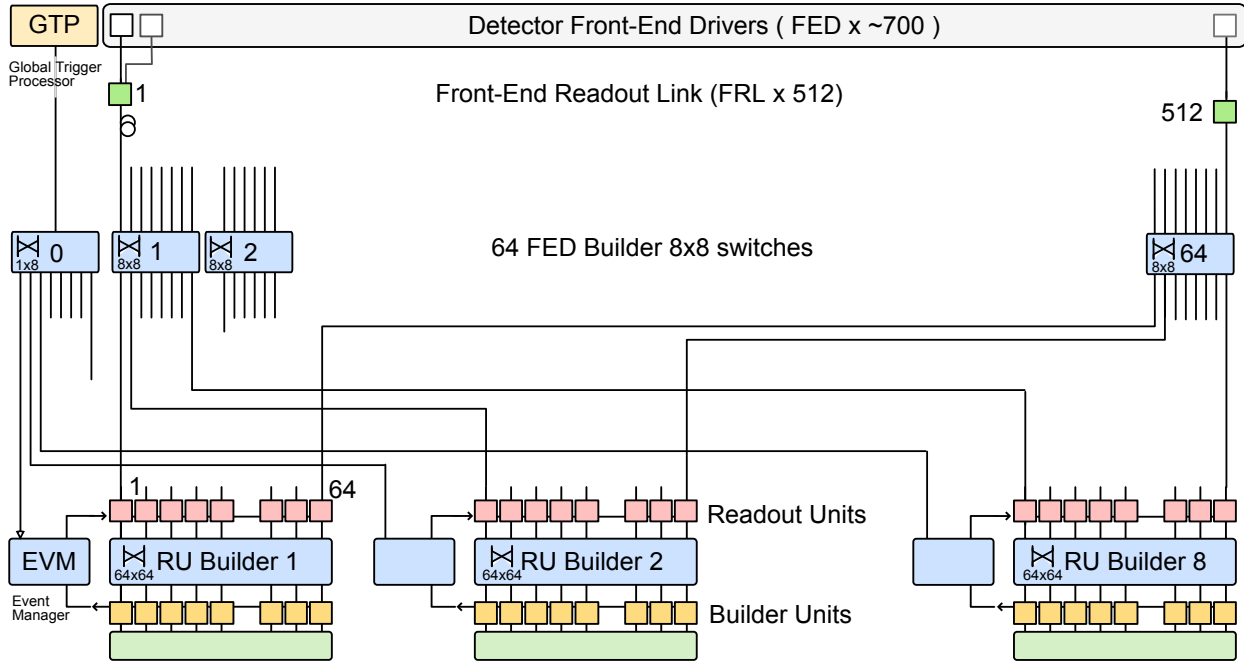 GTP
Detector Front-End Drivers ( FED x ~700 )
Global Trigger
Processor
1
Front-End Readout Link (FRL x 512)
512
0
1x8
1
8x8
2
8x8
64 FED Builder 8x8 switches
64
8x8
1
64
Readout Units
EVM
RU Builder 1
64x64
RU Builder 2
64x64
RU Builder 8
64x64
Event
Manager
Builder Units